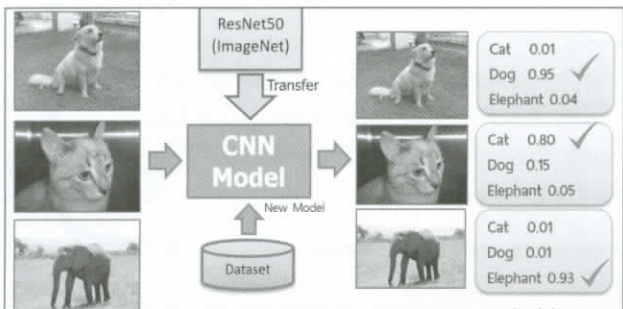 ResNet50
(ImageNet)
Transfer
CNN
Model
New Model
Dataset
Cat 0.01
Dog 0.95
Elephant 0.04
Cat 0.80
Dog 0.15
Elephant 0.05
Cat 0.01
Dog 0.01
Elephant 0.93